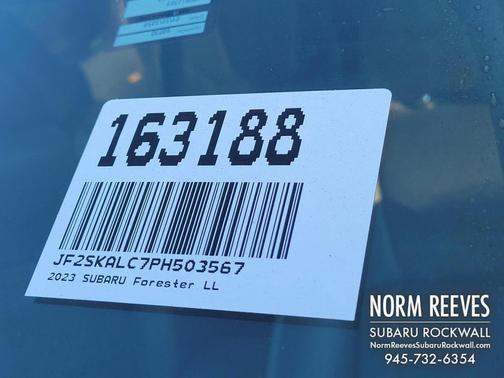 163188
JF2SKALC7PH503567
2023 SUBARU Forester LL
NORM REEVES
SUBARU ROCKWALL
NormReevesSubaruRockwall.com
945-732-6354